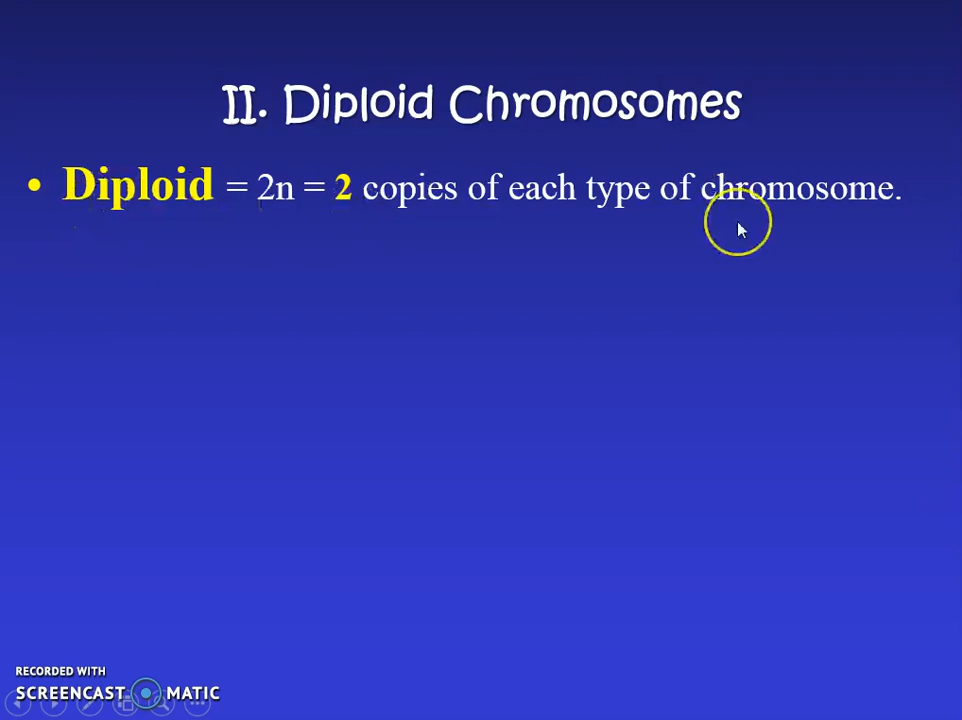 II. Diploid Chromosomes
• Diploid = 2n = 2 copies of each type of chromosome.
RECORDED WITH
SCREENCAST MATIC